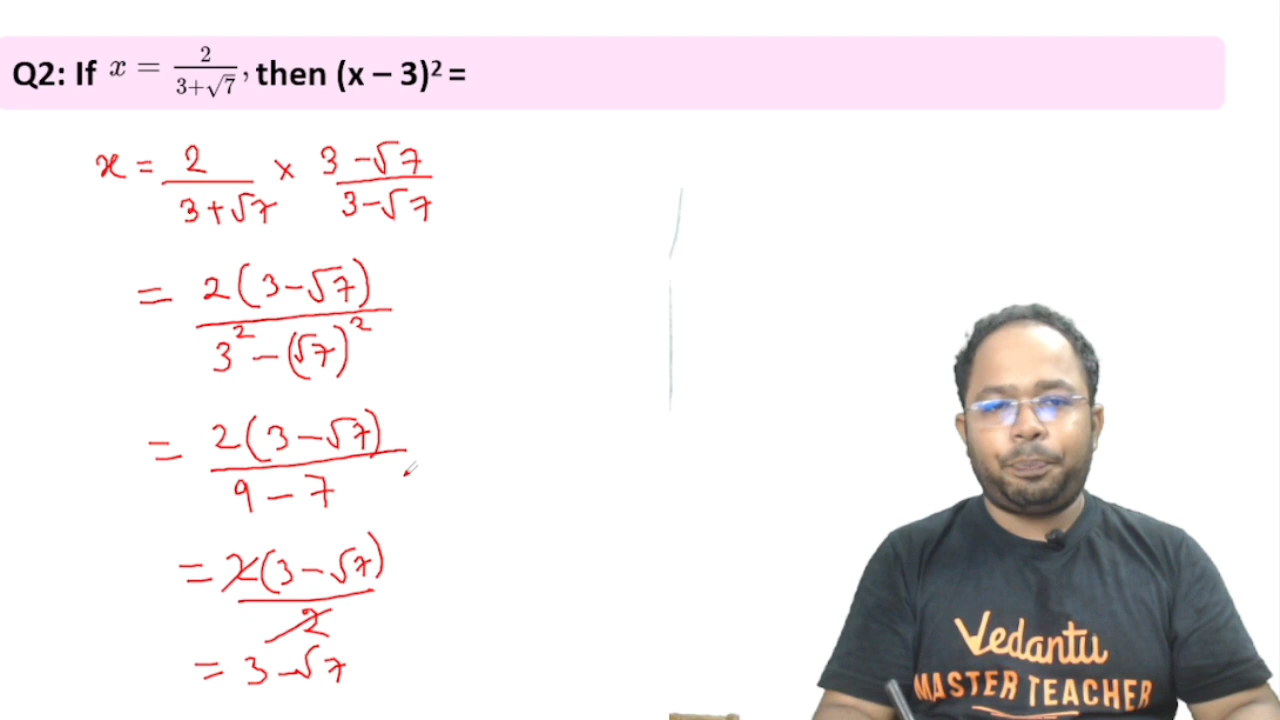 Q2: If x = 2/(3+√7), then (x – 3)² =
x = 2/(3+√7) × (3-√7)/(3-√7)
= 2(3-√7)/(3²-(√7)²)
= 2(3-√7)/(9-7)
= 2(3-√7)/2
= 3-√7
Vedantu
MASTER TEACHER